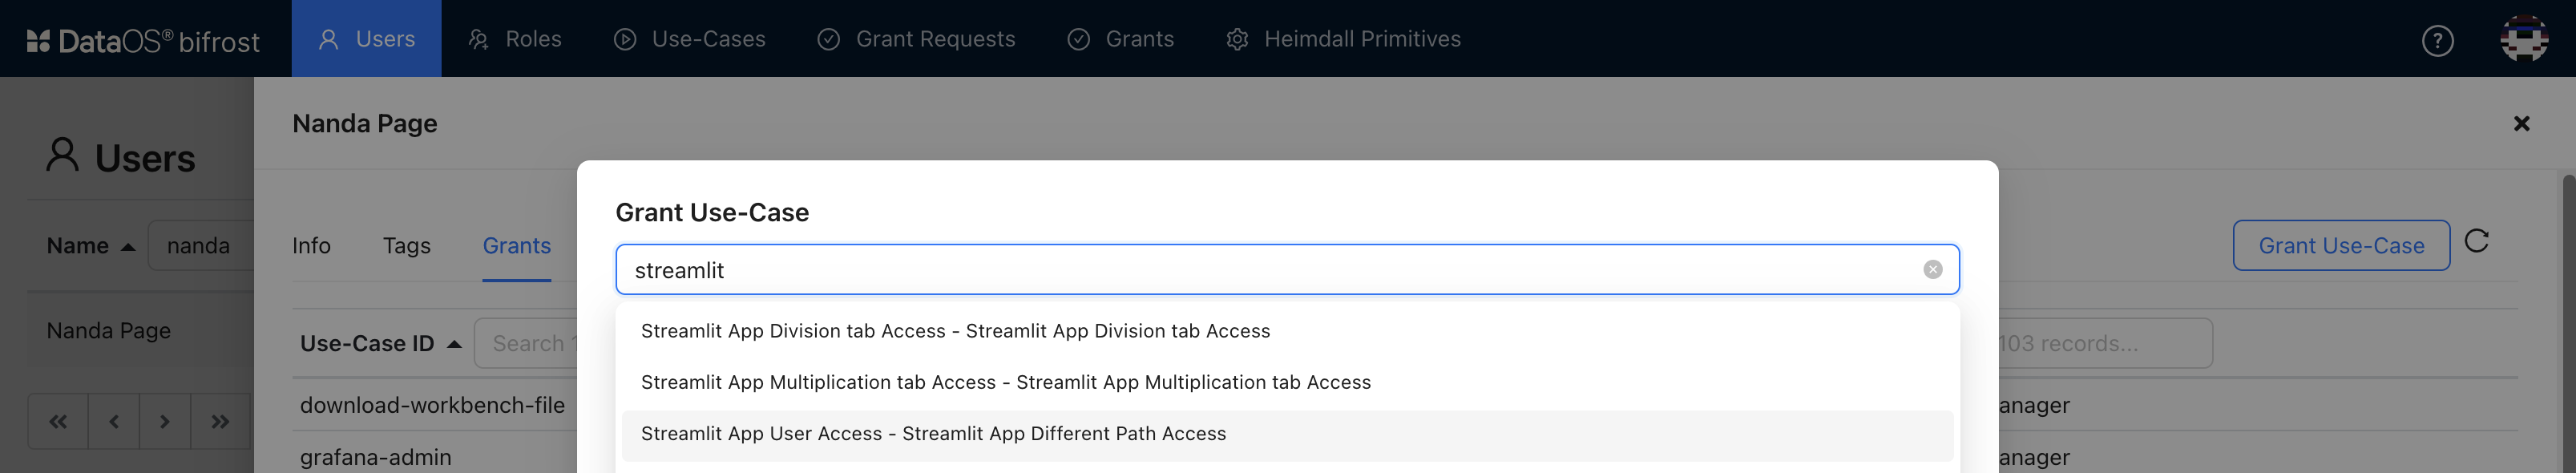 DataOS® bifrost
Users
Roles
Use-Cases
Grant Requests
Grants
Heimdall Primitives
?
Nanda Page
Users
Grant Use-Case
Name
nanda
Info
Tags
Grants
Grant Use-Case
streamlit
Nanda Page
Use-Case ID
Search
103 records...
Streamlit App Division tab Access - Streamlit App Division tab Access
Streamlit App Multiplication tab Access - Streamlit App Multiplication tab Access
download-workbench-file
Streamlit App User Access - Streamlit App Different Path Access
grafana-admin